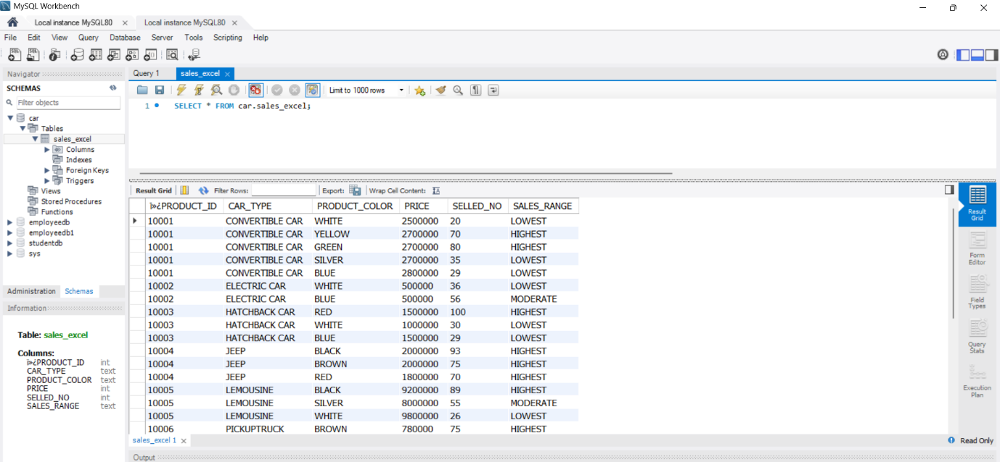 MySQL Workbench
Local instance MySQL80 Local instance MySQL80
File Edit View Query Database Server Tools Scripting Help
Navigator
SCHEMAS
Filter objects
car
Tables
sales_excel
Columns
Indexes
Foreign Keys
Triggers
Views
Stored Procedures
Functions
employeedb
employeedb1
studentdb
sys
Administration Schemas
Information
Table: sales_excel
Columns:
ï»¿PRODUCT_ID int
CAR_TYPE text
PRODUCT_COLOR text
PRICE int
SELLED_NO int
SALES_RANGE text
Query 1 sales_excel
Limit to 1000 rows
1 SELECT * FROM car.sales_excel;
Result Grid Filter Rows: Export: Wrap Cell Content:
ï»¿PRODUCT_ID CAR_TYPE PRODUCT_COLOR PRICE SELLED_NO SALES_RANGE
10001 CONVERTIBLE CAR WHITE 2500000 20 LOWEST
10001 CONVERTIBLE CAR YELLOW 2700000 70 HIGHEST
10001 CONVERTIBLE CAR GREEN 2700000 80 HIGHEST
10001 CONVERTIBLE CAR SILVER 2700000 35 LOWEST
10001 CONVERTIBLE CAR BLUE 2800000 29 LOWEST
10002 ELECTRIC CAR WHITE 500000 36 LOWEST
10002 ELECTRIC CAR BLUE 500000 56 MODERATE
10003 HATCHBACK CAR RED 1500000 100 HIGHEST
10003 HATCHBACK CAR WHITE 1000000 30 LOWEST
10003 HATCHBACK CAR BLUE 1500000 29 LOWEST
10004 JEEP BLACK 2000000 93 HIGHEST
10004 JEEP BROWN 2000000 75 HIGHEST
10004 JEEP RED 1800000 70 HIGHEST
10005 LEMOUSINE BLACK 9200000 89 HIGHEST
10005 LEMOUSINE SILVER 8000000 55 MODERATE
10005 LEMOUSINE WHITE 9800000 26 LOWEST
10006 PICKUPTRUCK BROWN 780000 75 HIGHEST
Result
Grid
Form
Editor
Field
Types
Query
Stats
Execution
Plan
sales_excel 1
Read Only
Output